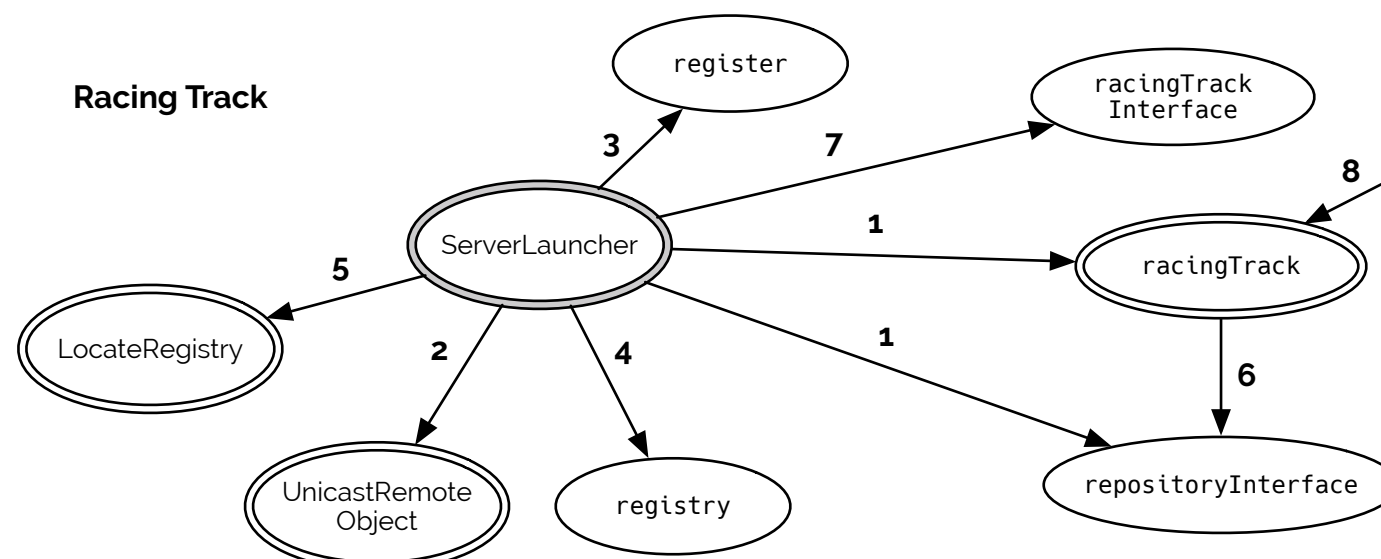 register
Racing Track
racingTrack
Interface
3
7
8
ServerLauncher
1
racingTrack
5
LocateRegistry
2
4
1
6
UnicastRemote
Object
registry
repositoryInterface